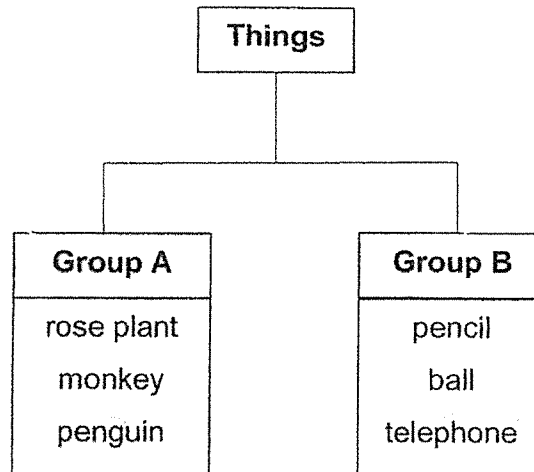 Things
Group A
rose plant
monkey
penguin
Group B
pencil
ball
telephone